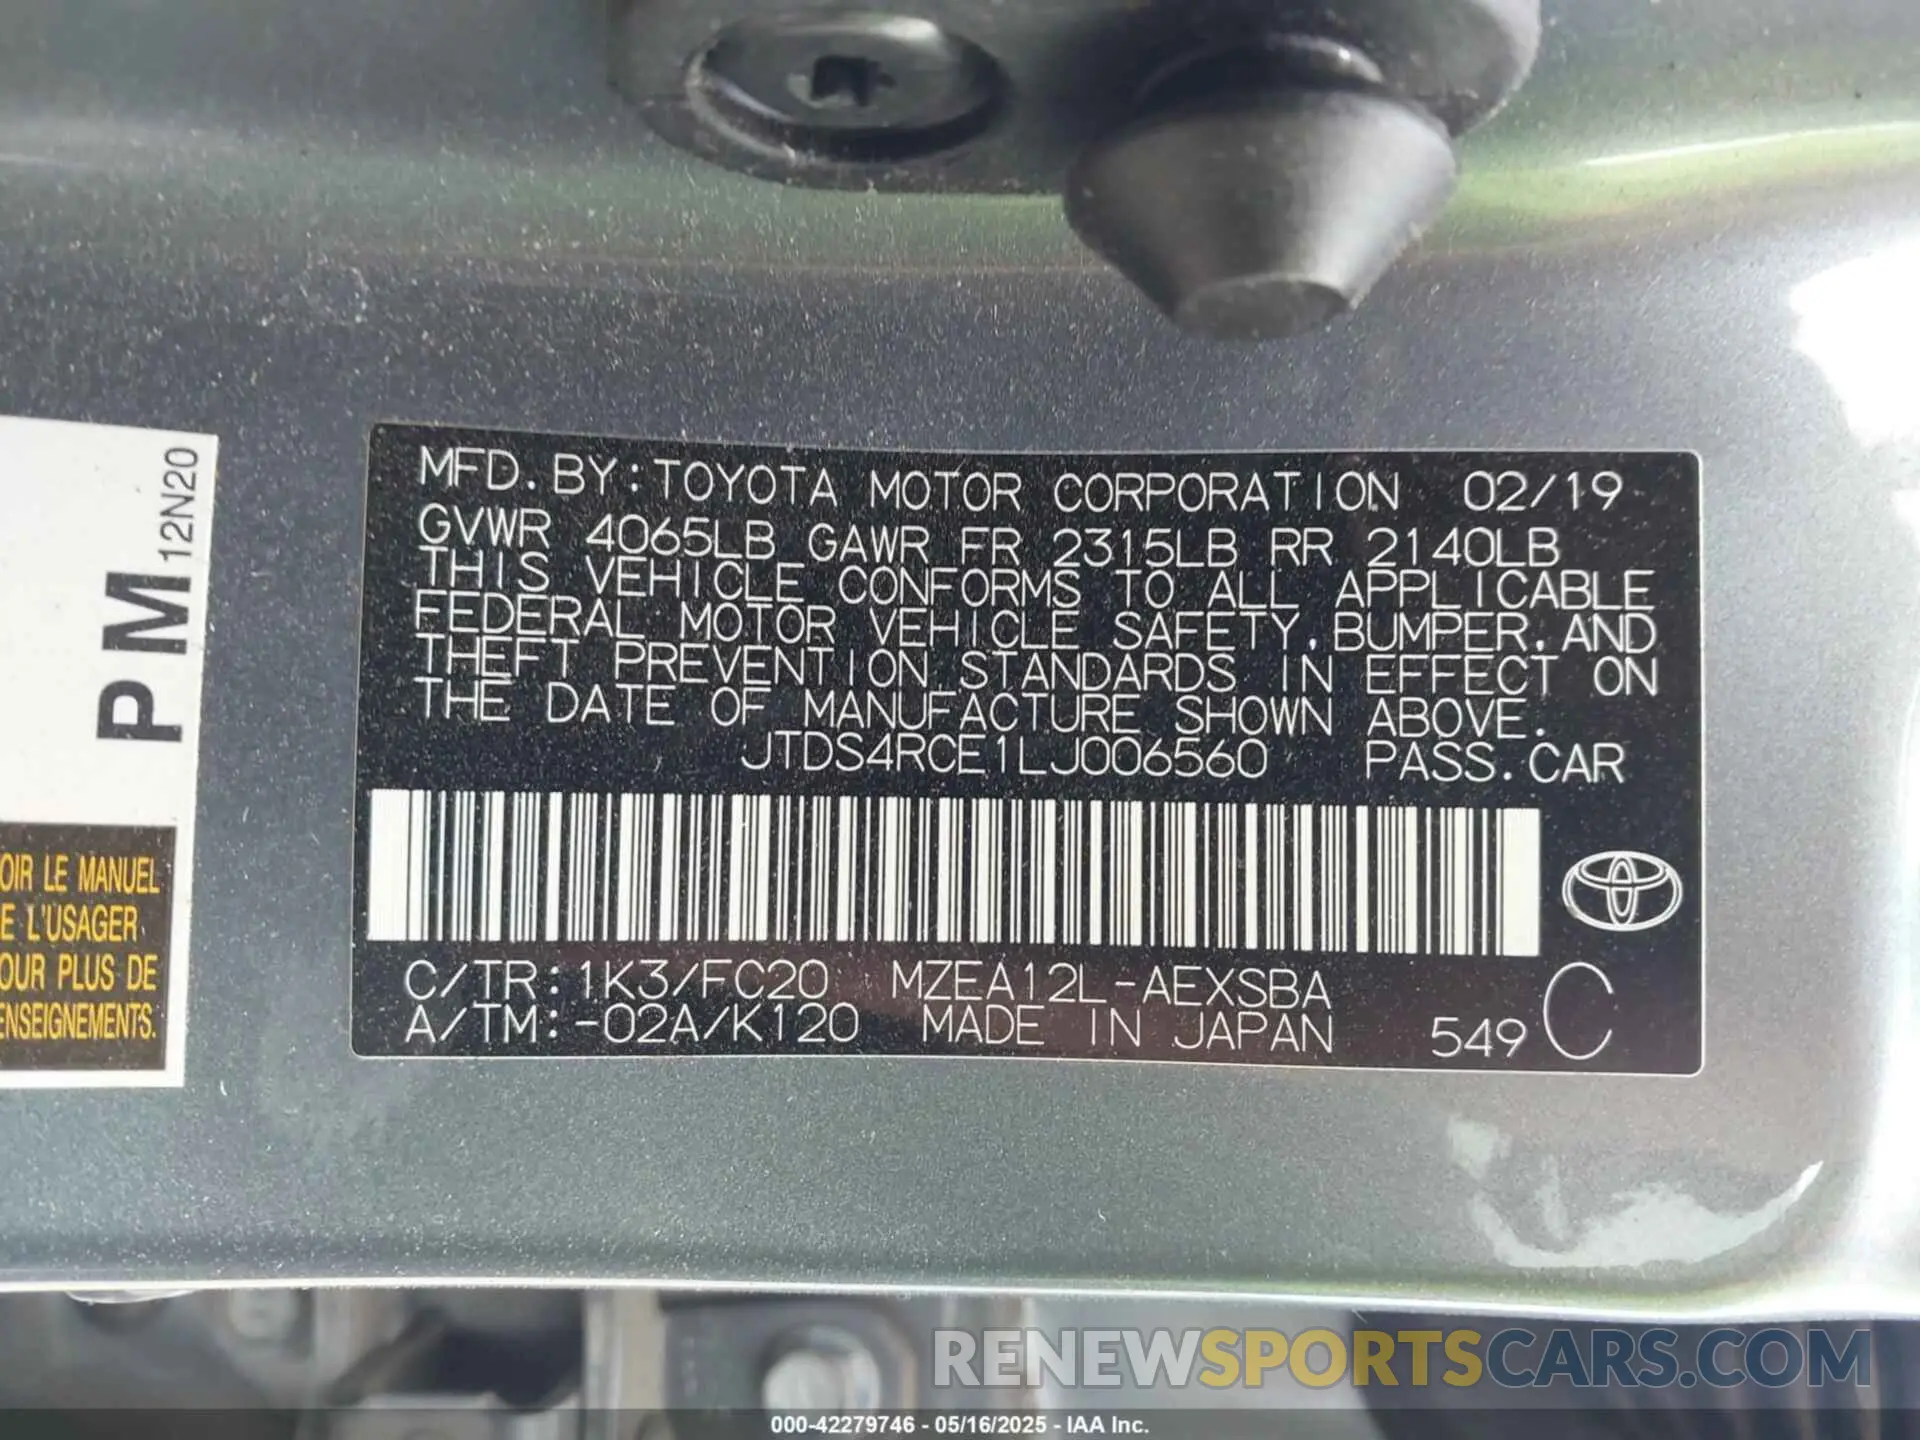 MFD. BY: TOYOTA MOTOR CORPORATION 02/19
GVWR 4065LB GAWR FR 2315LB RR 2140LB
THIS VEHICLE CONFORMS TO ALL APPLICABLE
FEDERAL MOTOR VEHICLE SAFETY, BUMPER, AND
THEFT PREVENTION STANDARDS IN EFFECT ON
THE DATE OF MANUFACTURE SHOWN ABOVE.
JTDS4RCE1LJ006560 PASS. CAR
C/TR: 1K3/FC20 MZEA12L-AEXSBA
A/TM: -02A/K120 MADE IN JAPAN 549 C
PM 12N20
OIR LE MANUEL
E L'USAGER
OUR PLUS DE
ENSEIGNEMENTS.
RENEWSPORTSCARS.COM
000-42279746 - 05/16/2025 - IAA Inc.